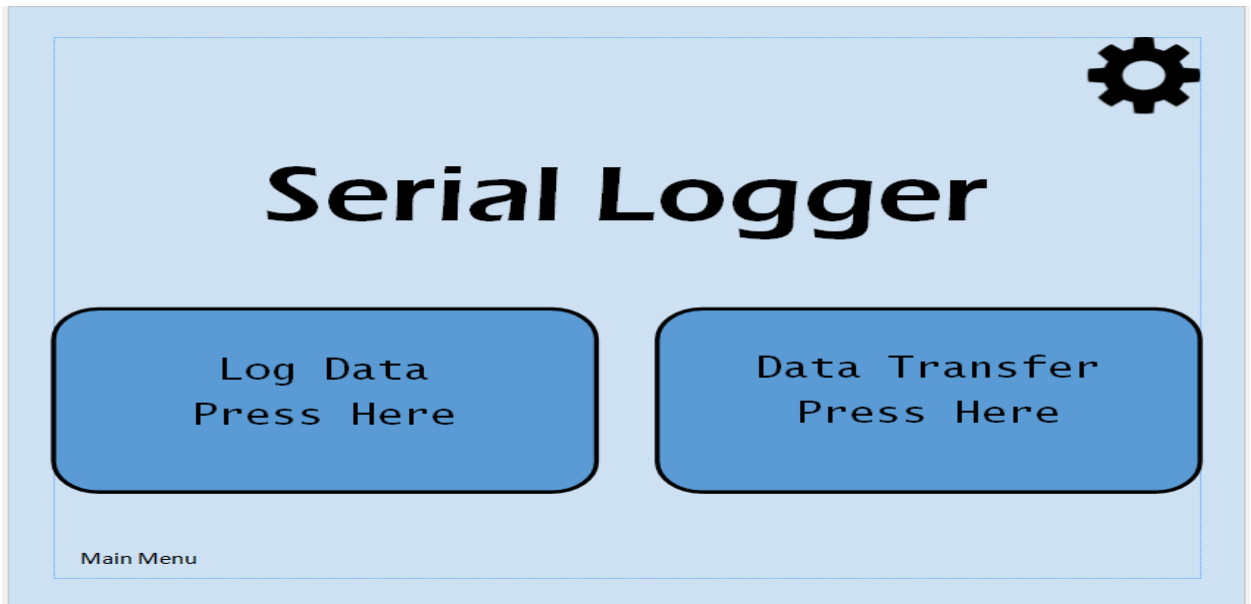 Serial Logger
Log Data
Press Here
Data Transfer
Press Here
Main Menu